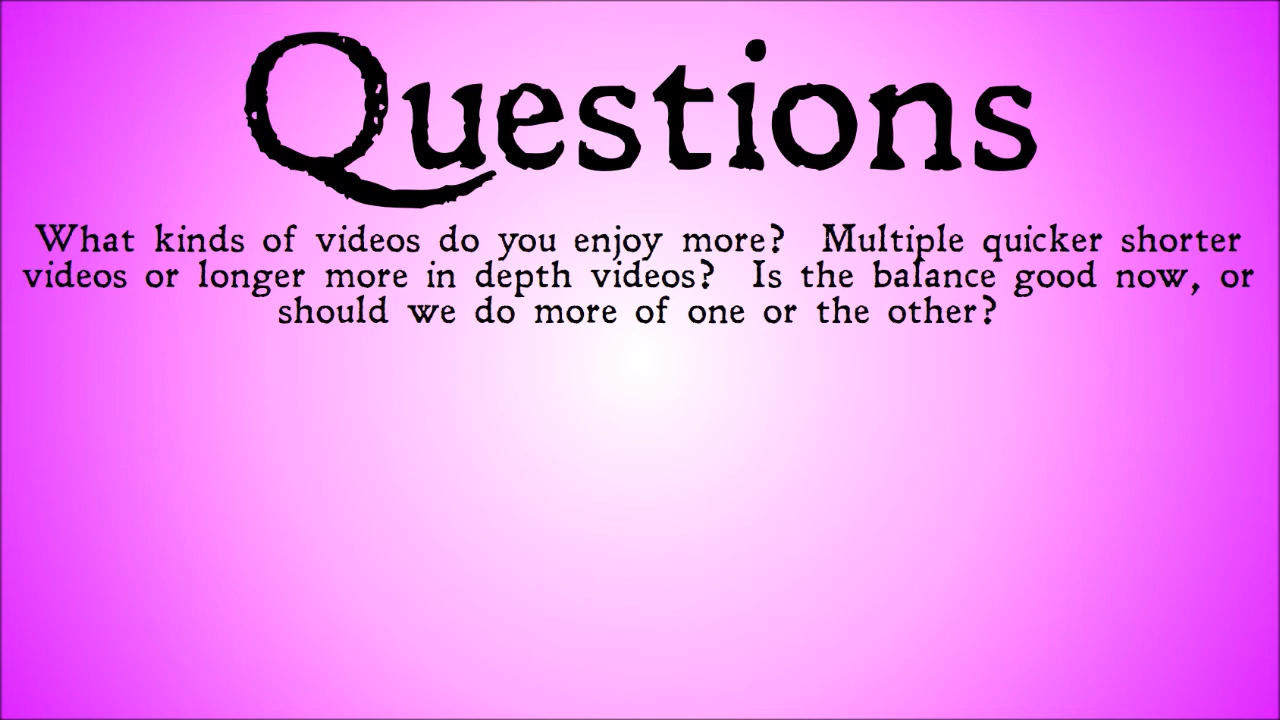 Questions
What kinds of videos do you enjoy more? Multiple quicker shorter
videos or longer more in depth videos? Is the balance good now, or
should we do more of one or the other?